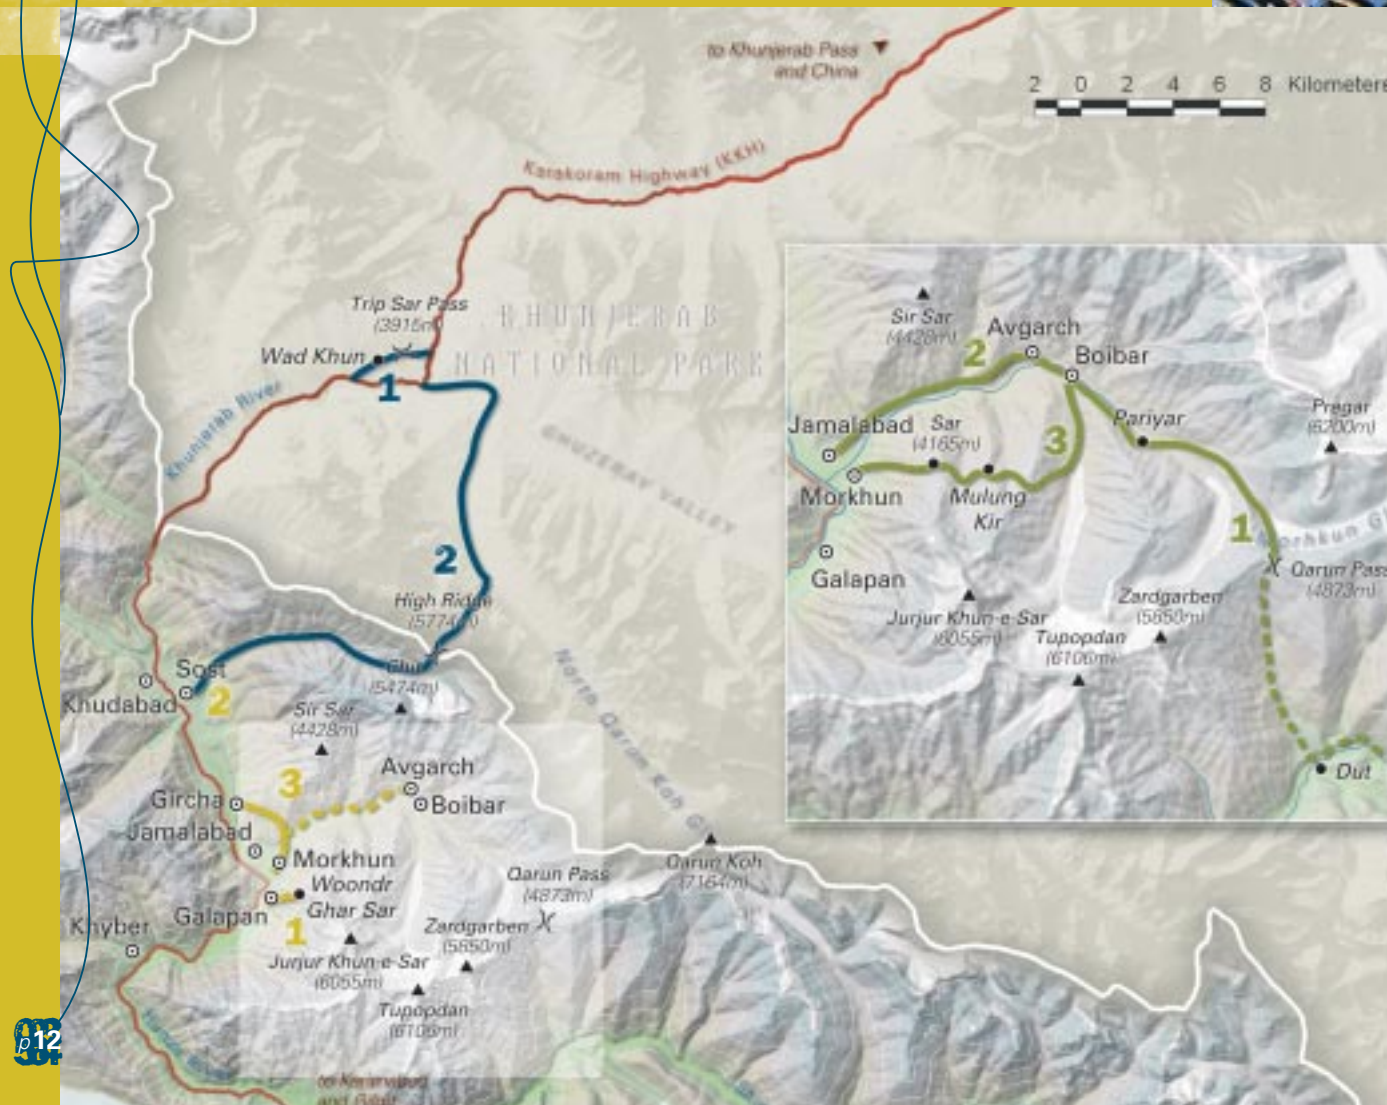 to Khunjerab Pass
and China
2 0 2 4 6 8 Kilometers
Karakoram Highway (KKH)
Trip Sar Pass
(3915m)
KHUNJERAB
NATIONAL PARK
Wad Khun
1
Khunjerab River
GHUZERAV VALLEY
2
High Ridge
(5774m)
(5474m)
Sost
Khudabad
2
Sir Sar
(4428m)
North Qarun Koh
3
Avgarch
Boibar
Gircha
Jamalabad
Morkhun
Woondr
Ghar Sar
Galapan
1
Khyber
Qarun Pass
(4873m)
Qarun Koh
(7164m)
Zardgarben
(5850m)
Jurjur Khun-e-Sar
(6055m)
Tupopdan
(6106m)
p12
Sir Sar
(4428m)
Avgarch
2
Boibar
Jamalabad
Sar
(4165m)
3
Pariyar
Pregar
(6200m)
Morkhun
Mulung
Kir
1
Galapan
Qarun Pass
(4873m)
Jurjur Khun-e-Sar
(6055m)
Zardgarben
(5850m)
Tupopdan
(6106m)
Dut